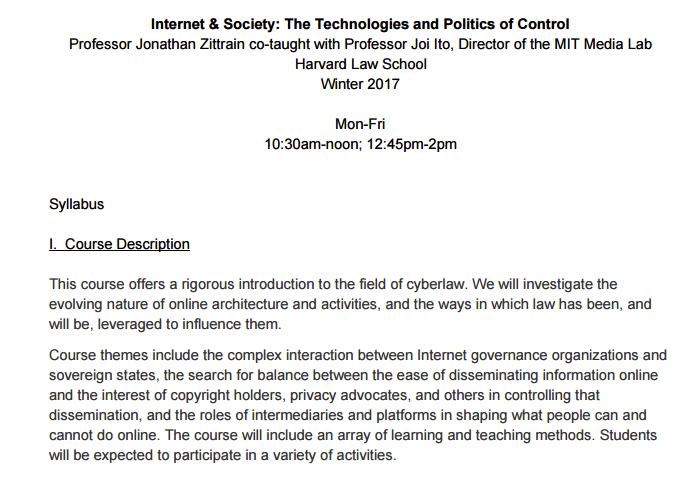 Internet & Society: The Technologies and Politics of Control
Professor Jonathan Zittrain co-taught with Professor Joi Ito, Director of the MIT Media Lab
Harvard Law School
Winter 2017
Mon-Fri
10:30am-noon; 12:45pm-2pm
Syllabus
I. Course Description
This course offers a rigorous introduction to the field of cyberlaw. We will investigate the
evolving nature of online architecture and activities, and the ways in which law has been, and
will be, leveraged to influence them.
Course themes include the complex interaction between Internet governance organizations and
sovereign states, the search for balance between the ease of disseminating information online
and the interest of copyright holders, privacy advocates, and others in controlling that
dissemination, and the roles of intermediaries and platforms in shaping what people can and
cannot do online. The course will include an array of learning and teaching methods. Students
will be expected to participate in a variety of activities.